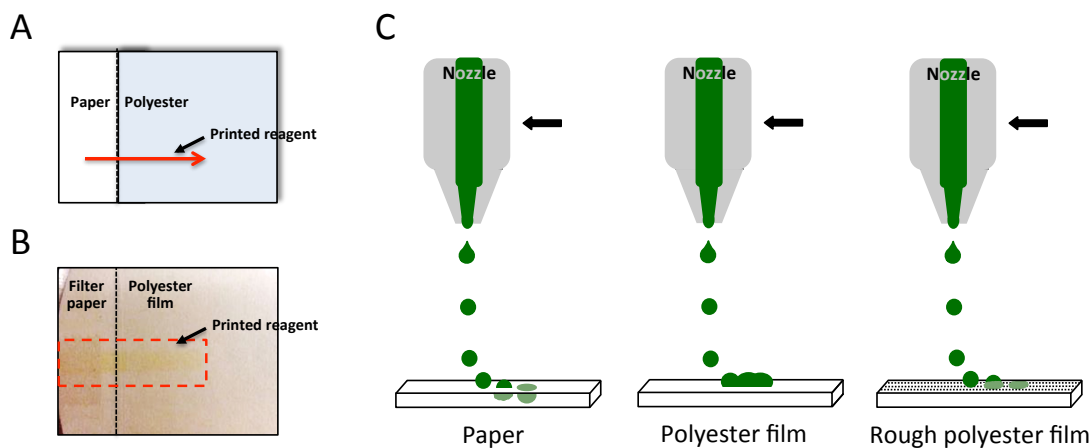 A
Paper
Polyester
Printed reagent
B
Filter paper
Polyester film
Printed reagent
C
Nozzle
Nozzle
Nozzle
Paper
Polyester film
Rough polyester film